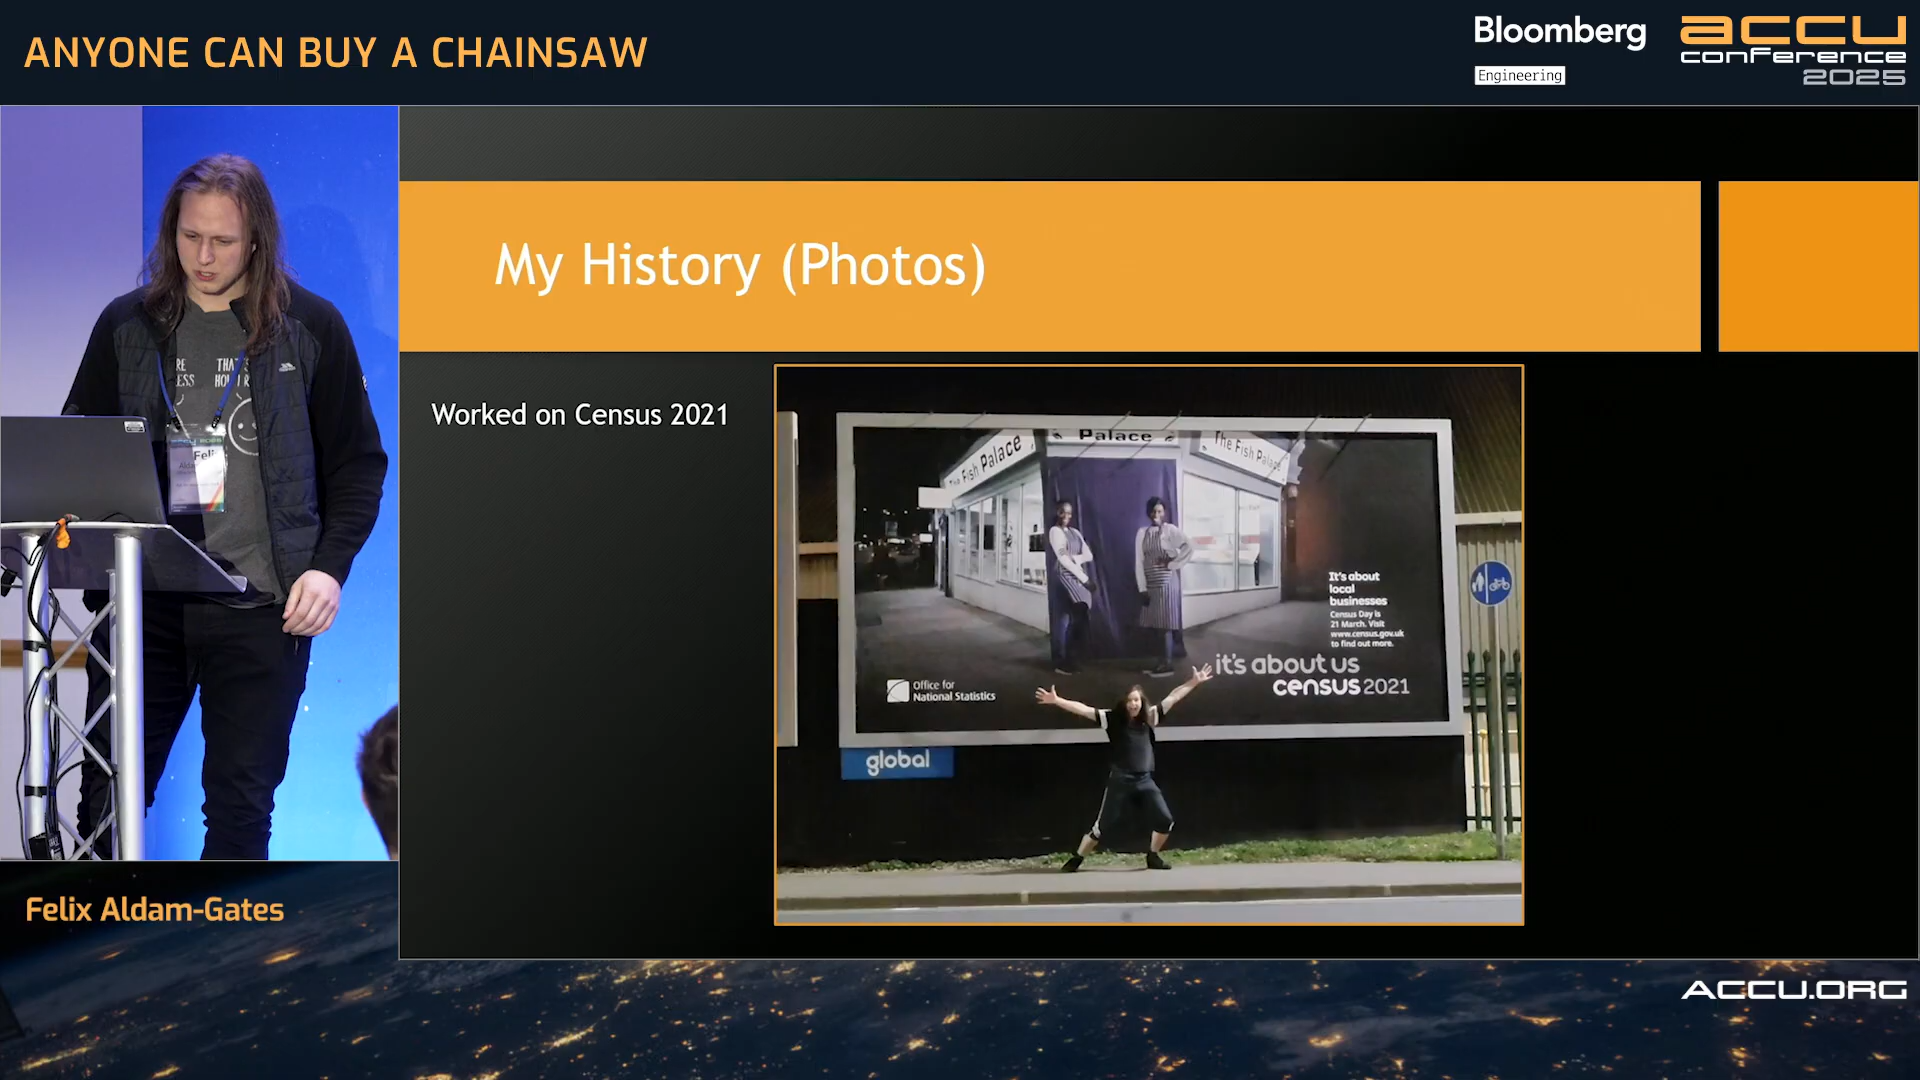 ANYONE CAN BUY A CHAINSAW
Bloomberg
Engineering
accu
conference
2025
My History (Photos)
Worked on Census 2021
The Fish Palace
Palace
The Fish Palace
It's about
local
businesses
Census Day is
21 March. Visit
www.census.gov.uk
to find out more.
it's about us
census 2021
Office for
National Statistics
global
THAT'S
Feli
Felix Aldam-Gates
ACCU.ORG